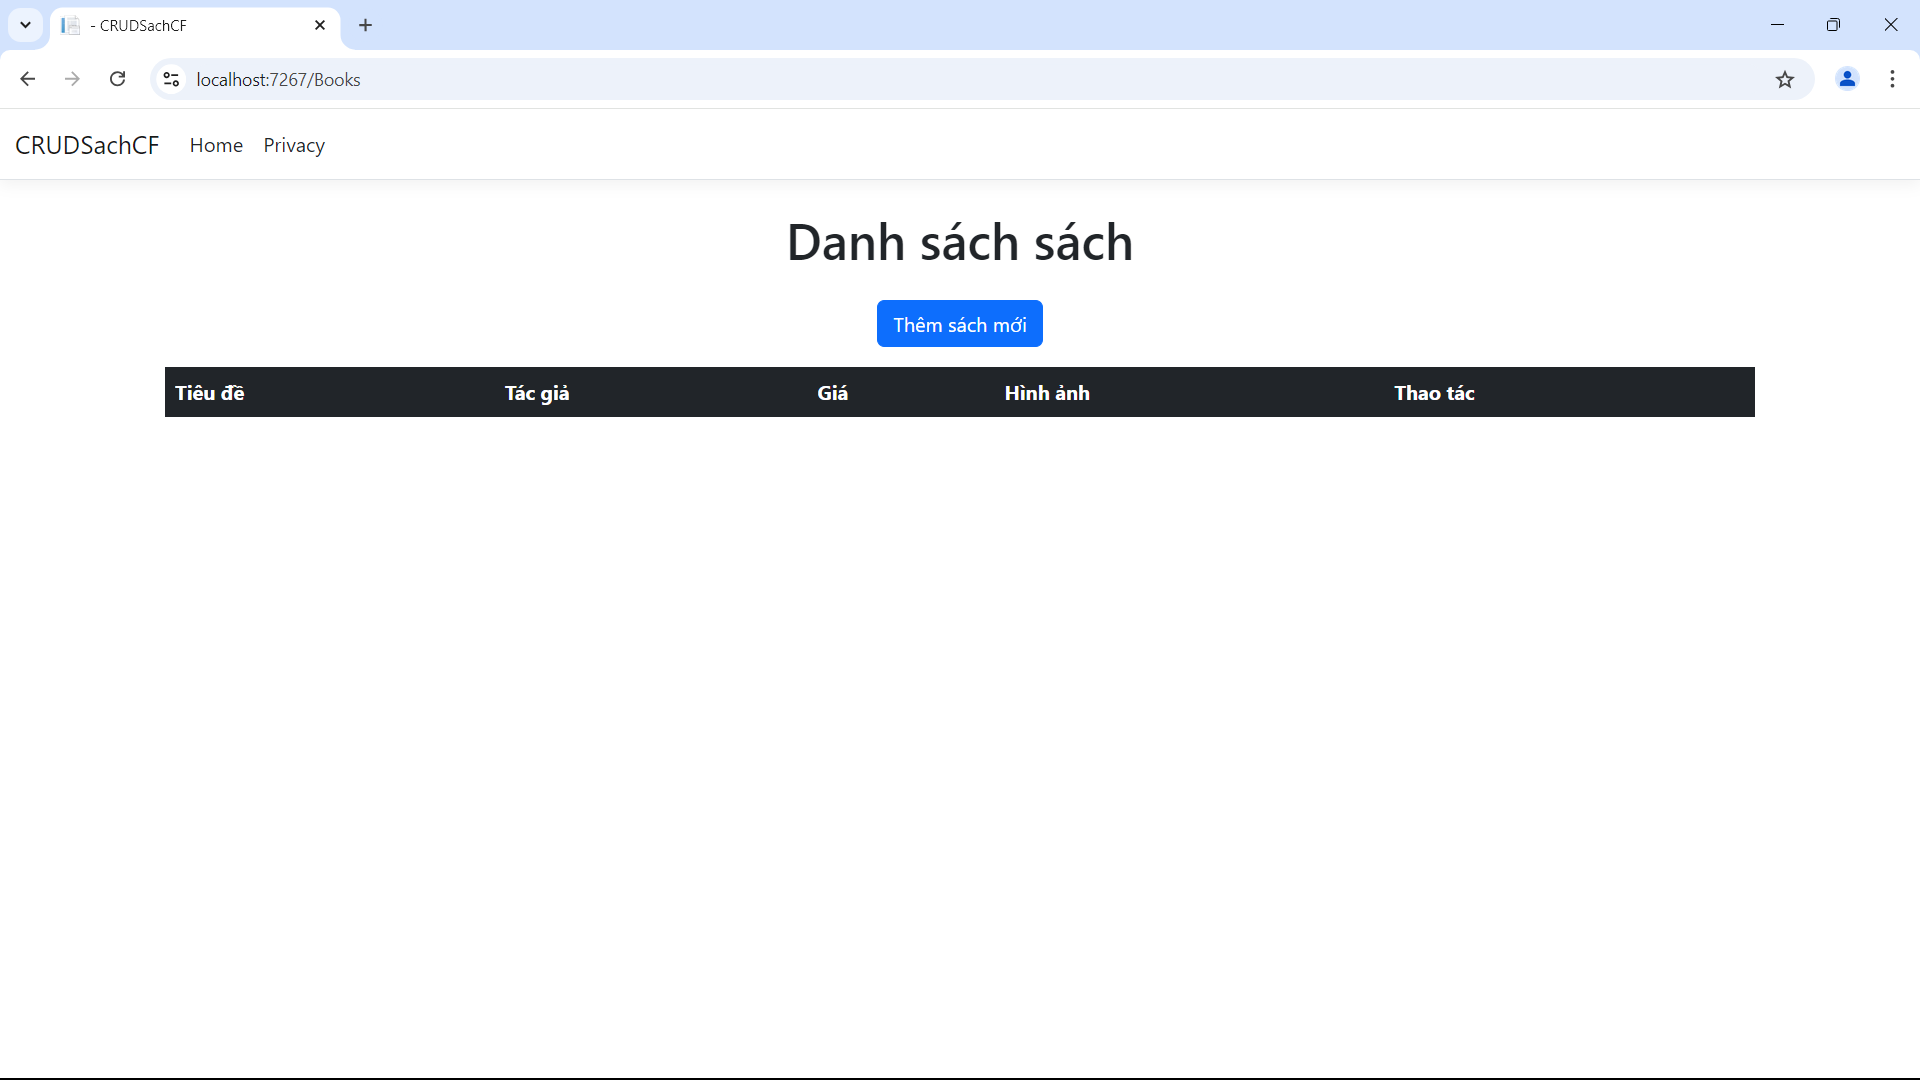 - CRUDSachCF
localhost:7267/Books
CRUDSachCF Home Privacy
Danh sách sách
Thêm sách mới
Tiêu đề Tác giả Giá Hình ảnh Thao tác